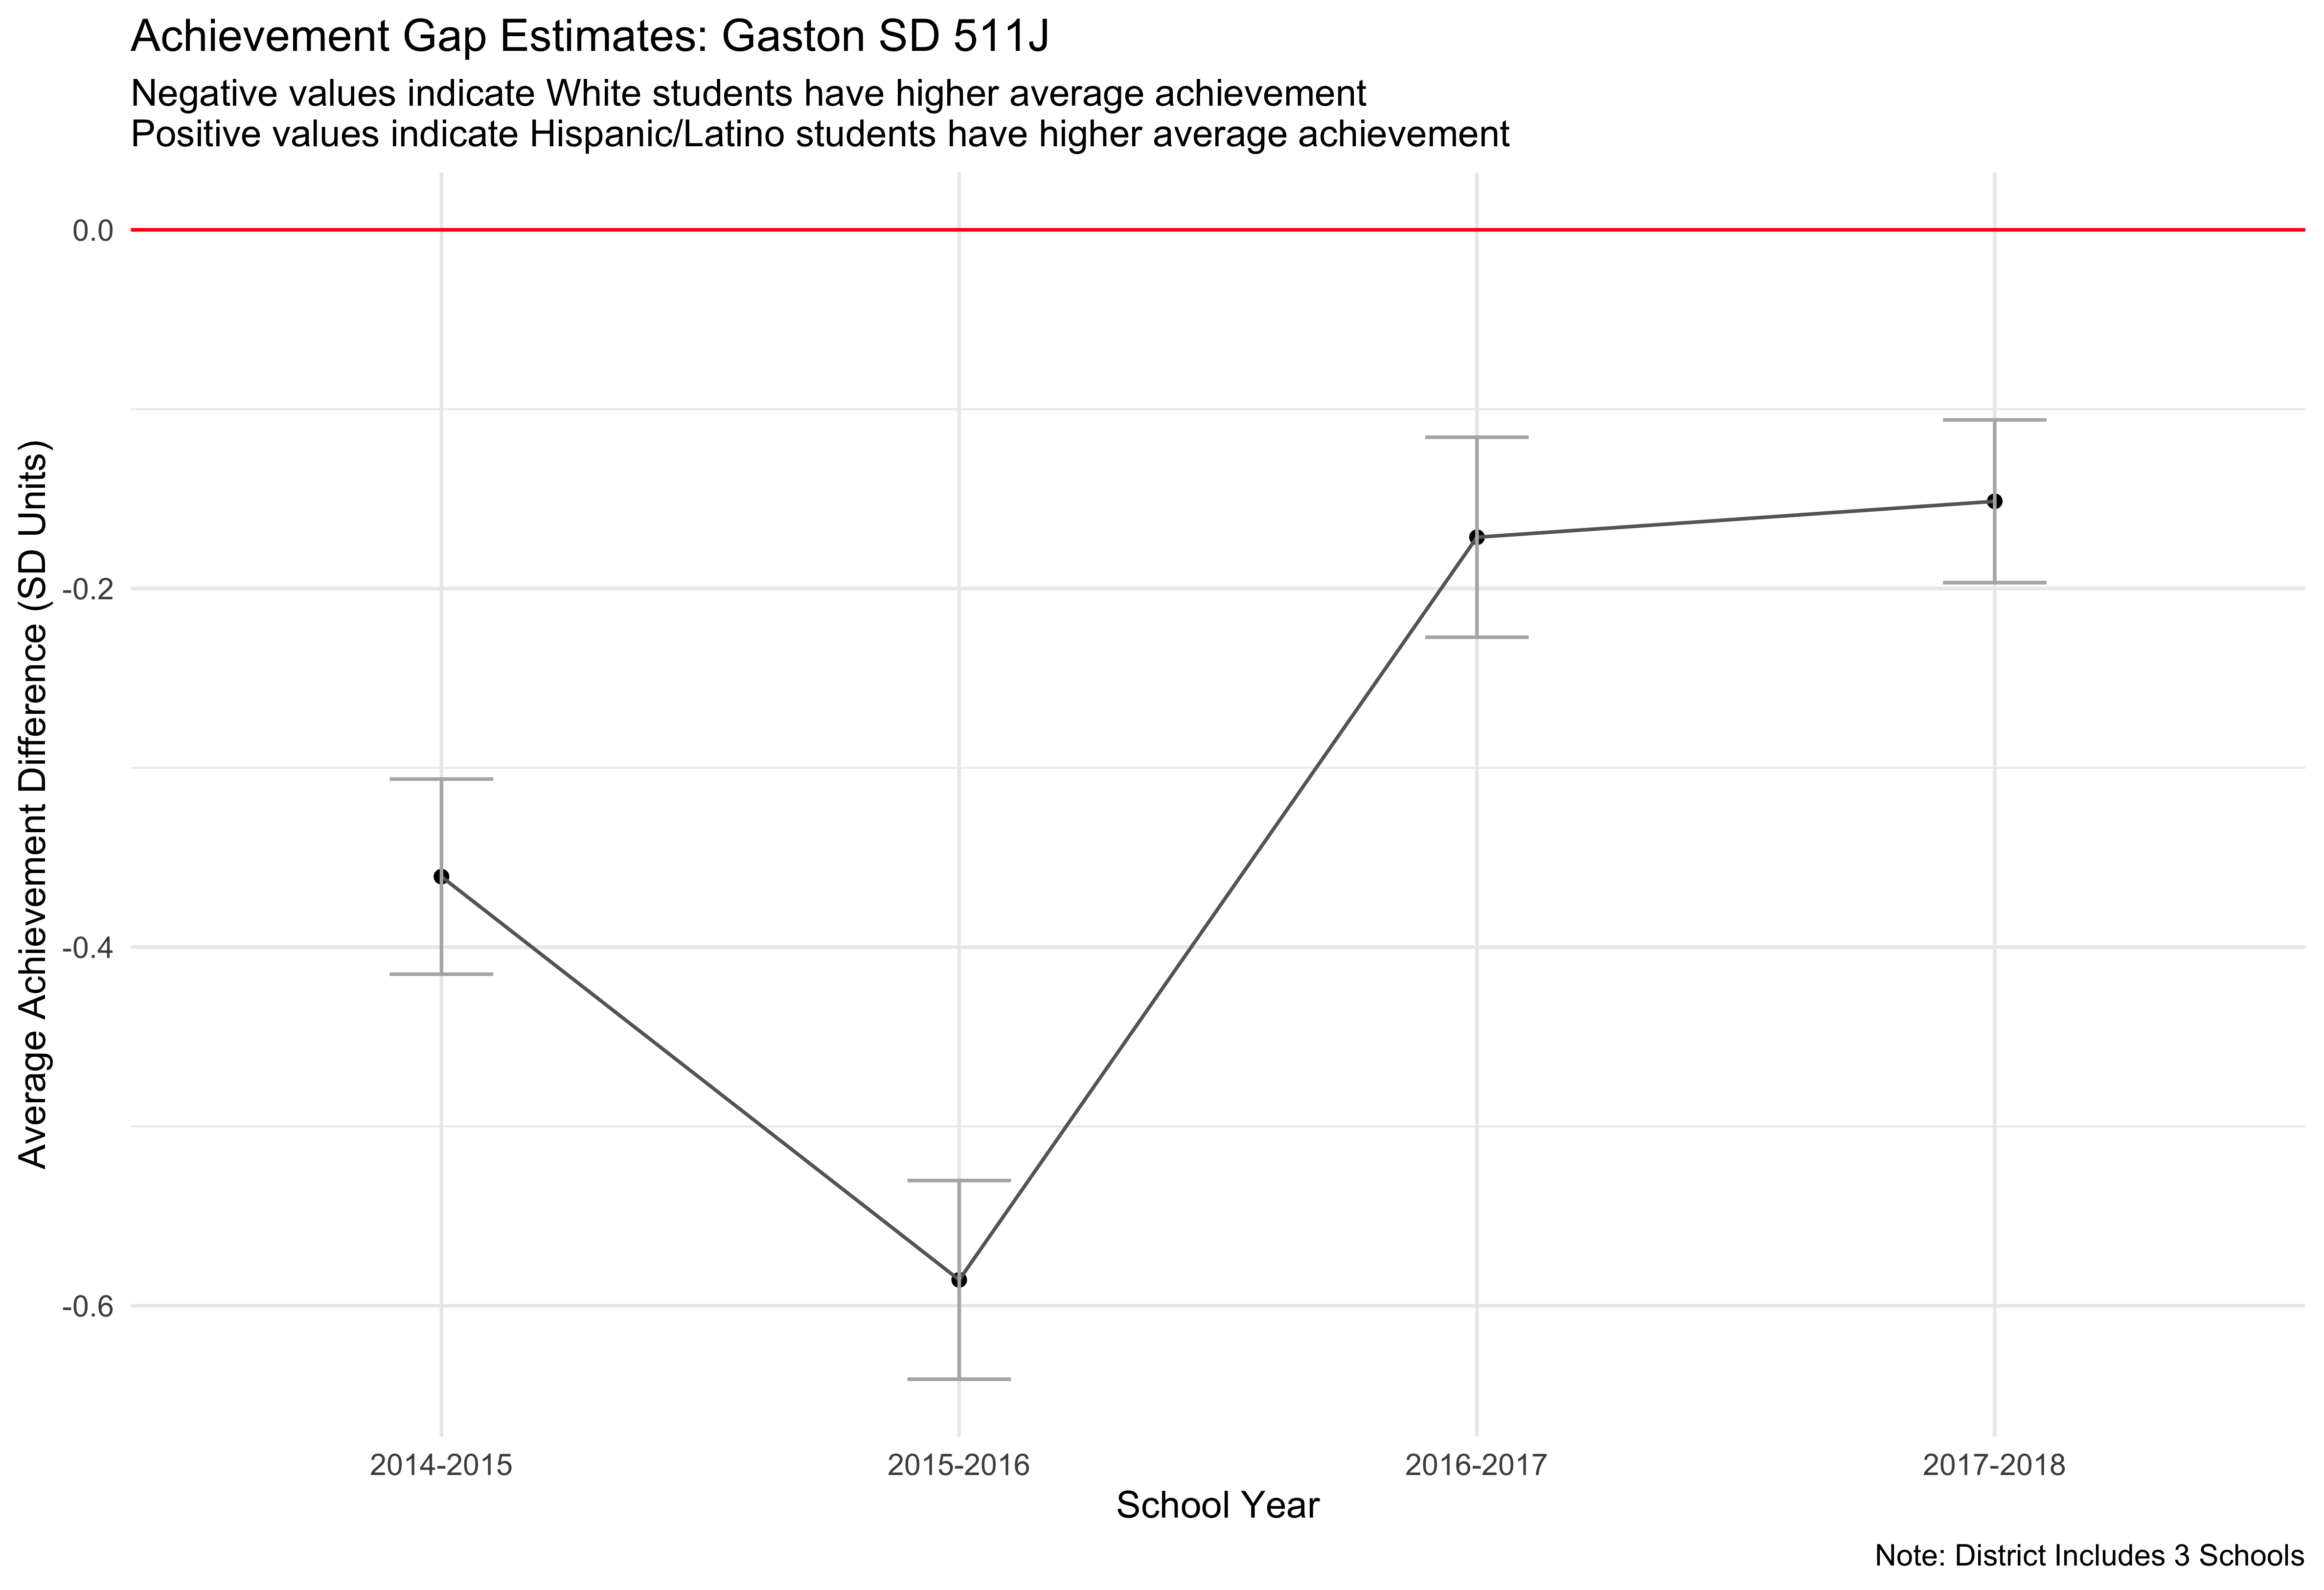 Achievement Gap Estimates: Gaston SD 511J
Negative values indicate White students have higher average achievement
Positive values indicate Hispanic/Latino students have higher average achievement
Average Achievement Difference (SD Units)
0.0
-0.2
-0.4
-0.6
2014-2015
2015-2016
2016-2017
2017-2018
School Year
Note: District Includes 3 Schools